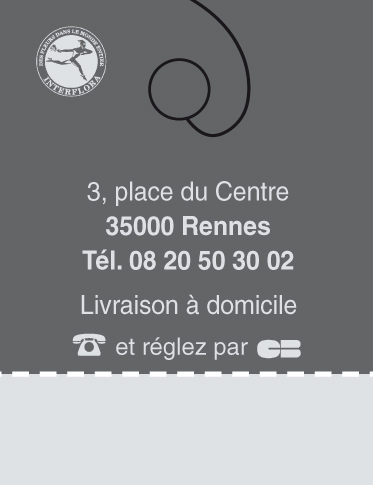 DES FLEURS DANS LE MONDE ENTIER
INTERFLORA
3, place du Centre
35000 Rennes
Tél. 08 20 50 30 02
Livraison à domicile
et réglez par CB